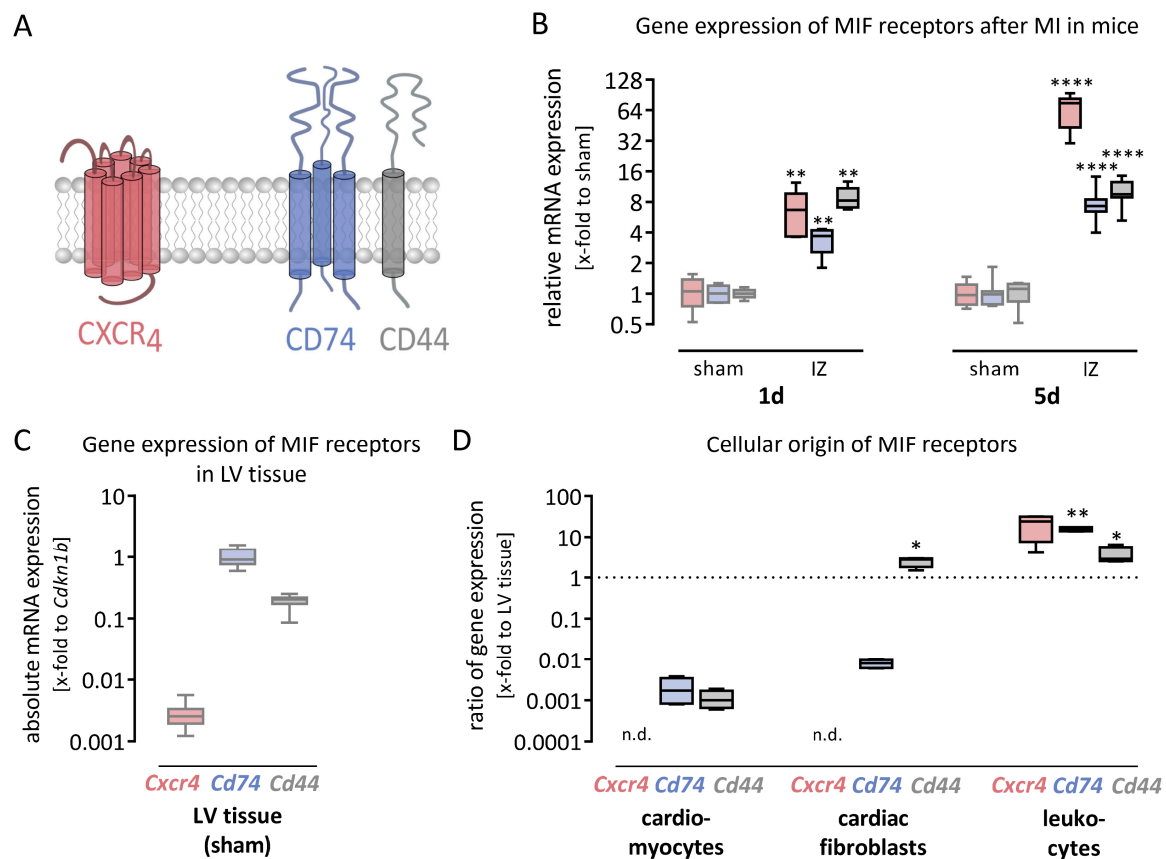 A
CXCR4
CD74
CD44
B
Gene expression of MIF receptors after MI in mice
relative mRNA expression
[x-fold to sham]
128
64
32
16
8
4
2
1
0.5
**
**
**
****
****
****
sham
IZ
sham
IZ
1d
5d
C
Gene expression of MIF receptors
in LV tissue
absolute mRNA expression
[x-fold to Cdkn1b]
10
1
0.1
0.01
0.001
Cxcr4 Cd74 Cd44
LV tissue
(sham)
D
Cellular origin of MIF receptors
ratio of gene expression
[x-fold to LV tissue]
100
10
1
0.1
0.01
0.001
0.0001
n.d.
n.d.
*
**
*
Cxcr4 Cd74 Cd44
Cxcr4 Cd74 Cd44
Cxcr4 Cd74 Cd44
cardio-
myocytes
cardiac
fibroblasts
leuko-
cytes